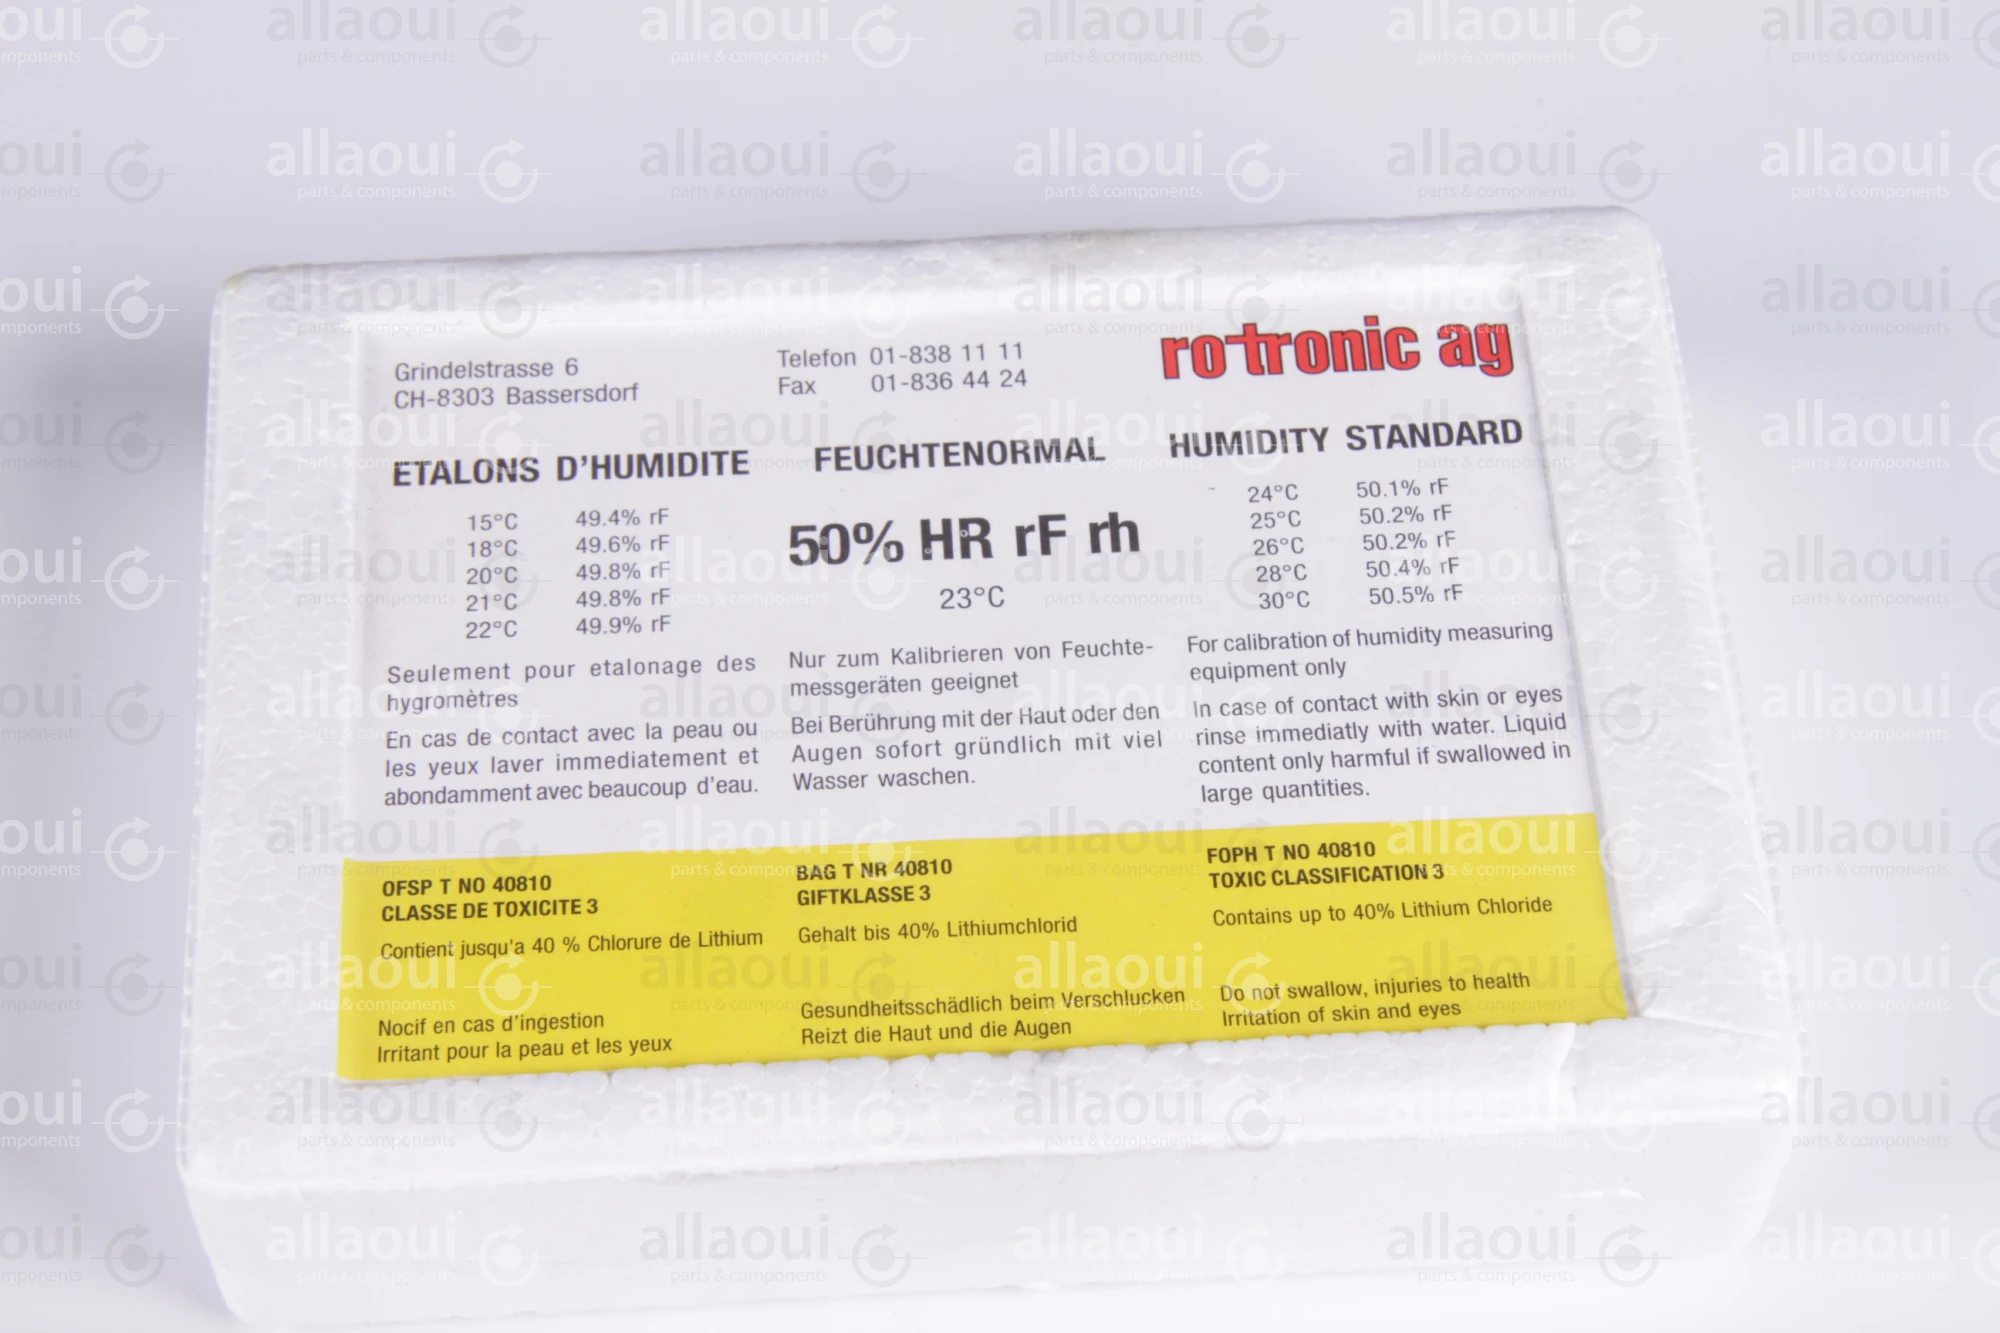 Grindelstrasse 6
CH-8303 Bassersdorf
Telefon 01-838 11 11
Fax 01-836 44 24
rotronic ag
ETALONS D'HUMIDITE
15°C 49.4% rF
18°C 49.6% rF
20°C 49.8% rF
21°C 49.8% rF
22°C 49.9% rF
Seulement pour etalonage des
hygromètres
En cas de contact avec la peau ou
les yeux laver immediatement et
abondamment avec beaucoup d'eau.
FEUCHTENORMAL
50% HR rF rh
23°C
Nur zum Kalibrieren von Feuchte-
messgeräten geeignet
Bei Berührung mit der Haut oder den
Augen sofort gründlich mit viel
Wasser waschen.
HUMIDITY STANDARD
24°C 50.1% rF
25°C 50.2% rF
26°C 50.2% rF
28°C 50.4% rF
30°C 50.5% rF
For calibration of humidity measuring
equipment only
In case of contact with skin or eyes
rinse immediatly with water. Liquid
content only harmful if swallowed in
large quantities.
OFSP T NO 40810
CLASSE DE TOXICITE 3
Contient jusqu'a 40 % Chlorure de Lithium
Nocif en cas d'ingestion
Irritant pour la peau et les yeux
BAG T NR 40810
GIFTKLASSE 3
Gehalt bis 40% Lithiumchlorid
Gesundheitsschädlich beim Verschlucken
Reizt die Haut und die Augen
FOPH T NO 40810
TOXIC CLASSIFICATION 3
Contains up to 40% Lithium Chloride
Do not swallow, injuries to health
Irritation of skin and eyes
allaoui
parts & components